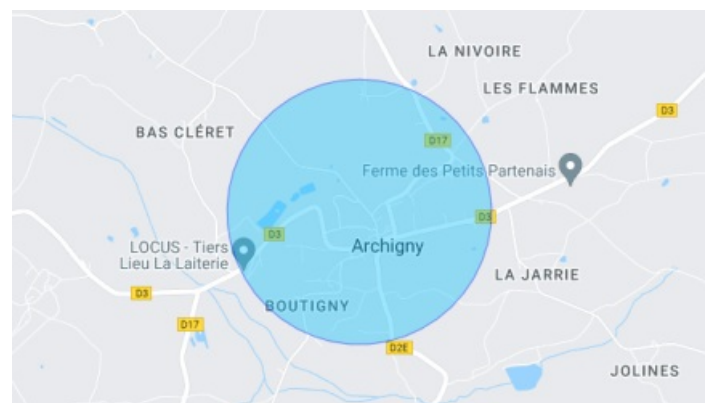 LA NIVOIRE
LES FLAMMES
D3
BAS CLÉRET
D17
Ferme des Petits Partenais
D3
D3
LOCUS - Tiers
Lieu La Laiterie
Archigny
LA JARRIE
D3
BOUTIGNY
D17
D2E
JOLINES